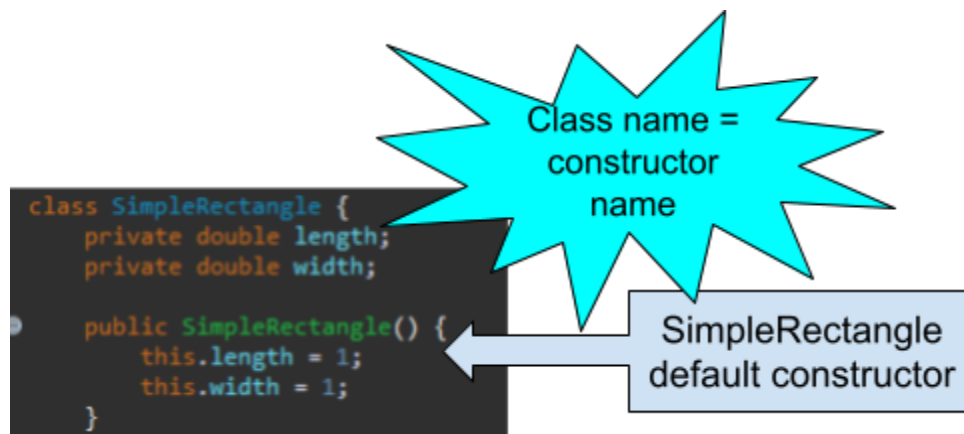 Class name =
constructor
name
class SimpleRectangle {
private double length;
private double width;
public SimpleRectangle() {
this.length = 1;
this.width = 1;
}
SimpleRectangle
default constructor